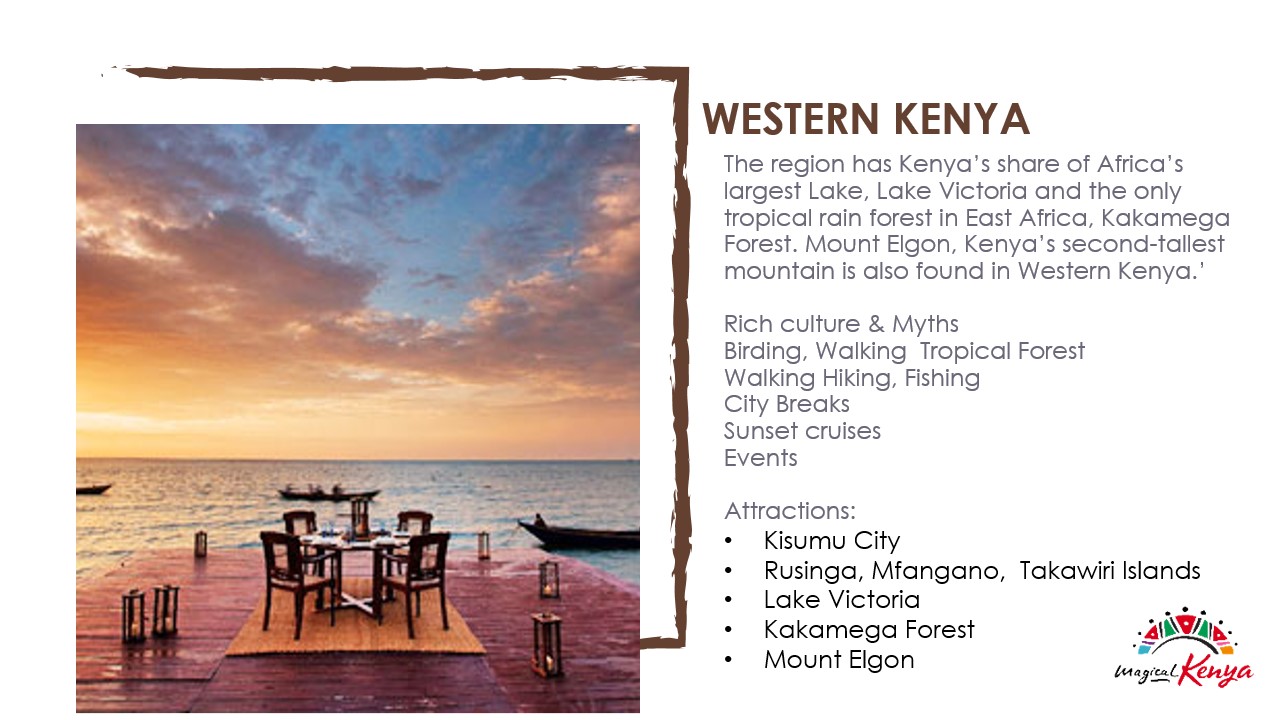 WESTERN KENYA
The region has Kenya’s share of Africa’s
largest Lake, Lake Victoria and the only
tropical rain forest in East Africa, Kakamega
Forest. Mount Elgon, Kenya’s second-tallest
mountain is also found in Western Kenya.’
Rich culture & Myths
Birding, Walking  Tropical Forest
Walking Hiking, Fishing
City Breaks
Sunset cruises
Events
Attractions:
• Kisumu City
• Rusinga, Mfangano,  Takawiri Islands
• Lake Victoria
• Kakamega Forest
• Mount Elgon
magical Kenya